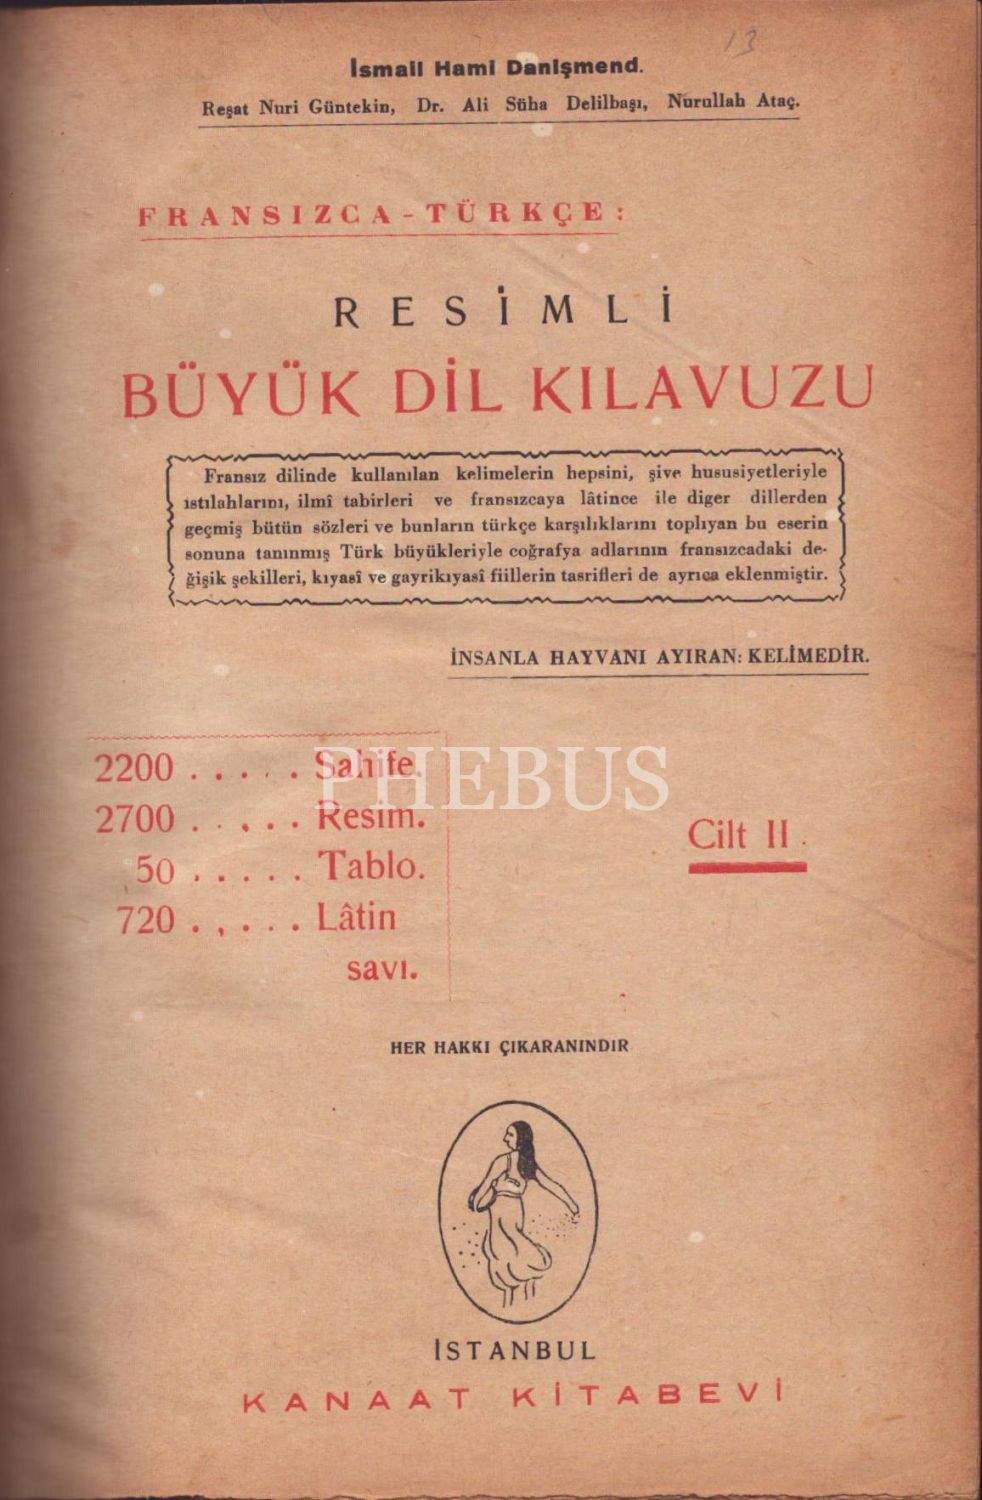 13
İsmail Hami Danişmend.
Reşat Nuri Güntekin, Dr. Ali Süha Delilbaşı, Nurullah Ataç.
FRANSIZCA-TÜRKÇE:
RESİMLİ
BÜYÜK DİL KILAVUZU
Fransız dilinde kullanılan kelimelerin hepsini, şive hususiyetleriyle
ıstılahlarını, ilmî tabirleri ve fransızcaya lâtince ile diger dillerden
geçmiş bütün sözleri ve bunların türkçe karşılıklarını toplıyan bu eserin
sonuna tanınmış Türk büyükleriyle coğrafya adlarının fransızcadaki de-
ğişik şekilleri, kıyasî ve gayrikıyasî fiillerin tasrifleri de ayrıca eklenmiştir.
İNSANLA HAYVANI AYIRAN: KELİMEDİR.
2200 ..... Sahife.
2700 ..... Resim.
50 ..... Tablo.
720 ..... Lâtin
savı.
PHEBUS
Cilt II.
HER HAKKI ÇIKARANINDIR
İSTANBUL
KANAAT KİTABEVİ